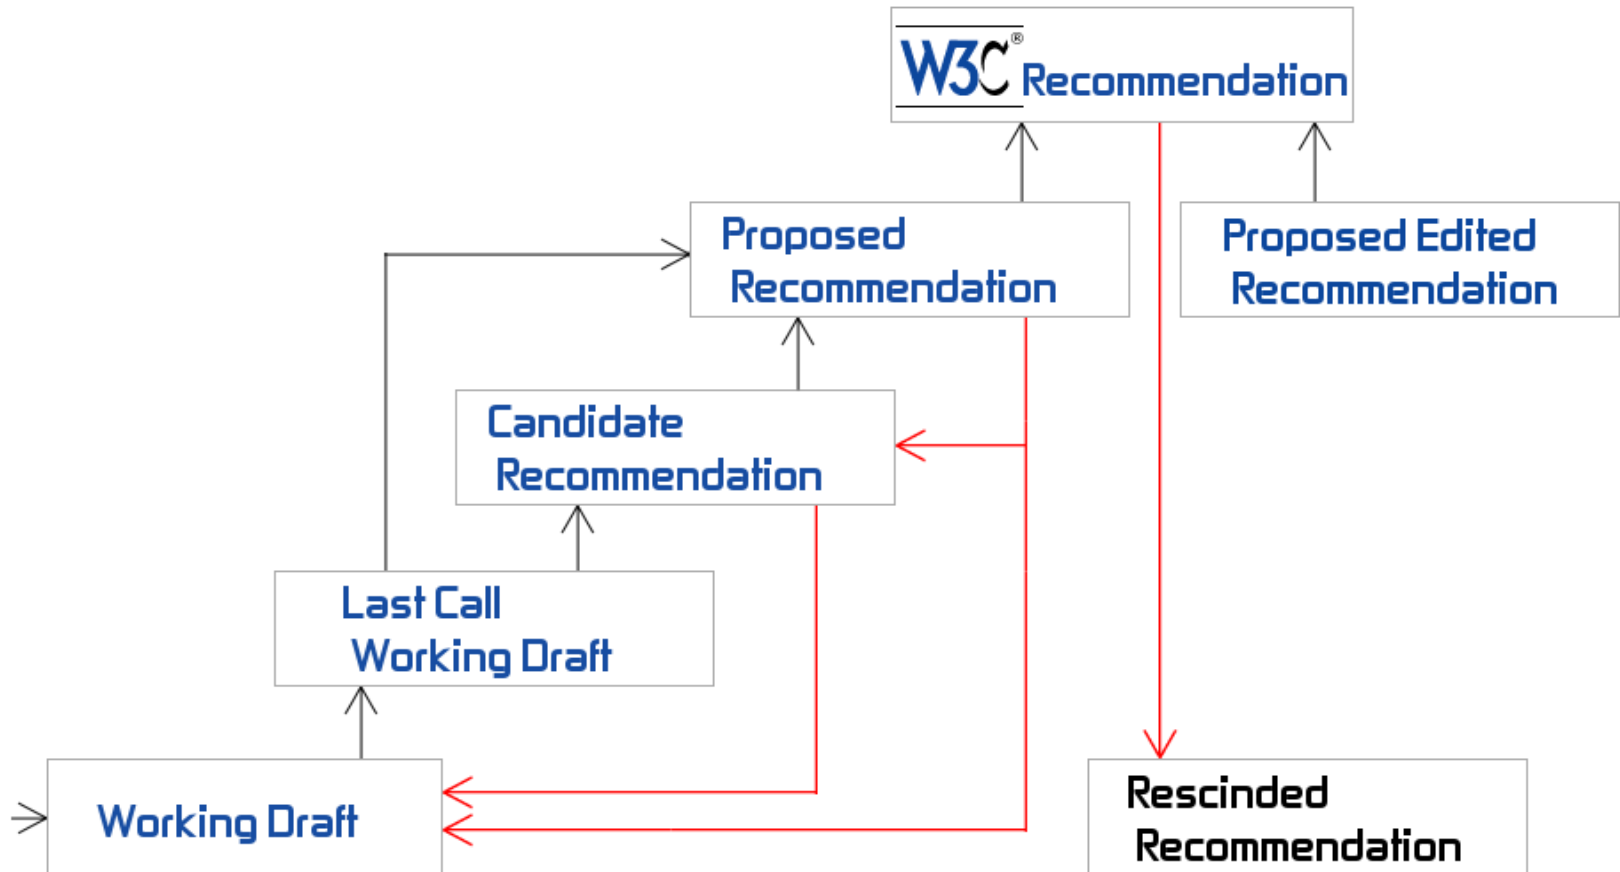 W3C® Recommendation
Proposed
Recommendation
Proposed Edited
Recommendation
Candidate
Recommendation
Last Call
Working Draft
Working Draft
Rescinded
Recommendation